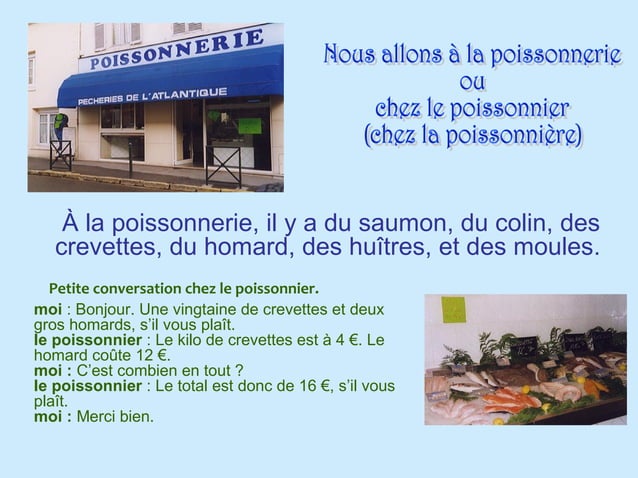 POISSONNERIE
PECHERIES DE L'ATLANTIQUE
Nous allons à la poissonnerie
ou
chez le poissonnier
(chez la poissonnière)
À la poissonnerie, il y a du saumon, du colin, des
crevettes, du homard, des huîtres, et des moules.
Petite conversation chez le poissonnier.
moi : Bonjour. Une vingtaine de crevettes et deux
gros homards, s’il vous plaît.
le poissonnier : Le kilo de crevettes est à 4 €. Le
homard coûte 12 €.
moi : C’est combien en tout ?
le poissonnier : Le total est donc de 16 €, s’il vous
plaît.
moi : Merci bien.